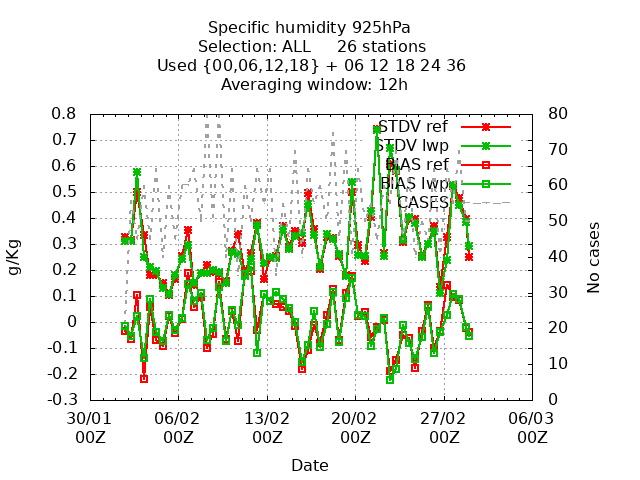 Specific humidity 925hPa
Selection: ALL 26 stations
Used {00,06,12,18} + 06 12 18 24 36
Averaging window: 12h
0.8
0.7
0.6
0.5
0.4
0.3
0.2
0.1
0
-0.1
-0.2
-0.3
g/Kg
STDV ref
STDV lwp
BIAS ref
BIAS lwp
CASES
80
70
60
50
40
30
20
10
0
No cases
30/01 06/02 13/02 20/02 27/02 06/03
00Z 00Z 00Z 00Z 00Z 00Z
Date